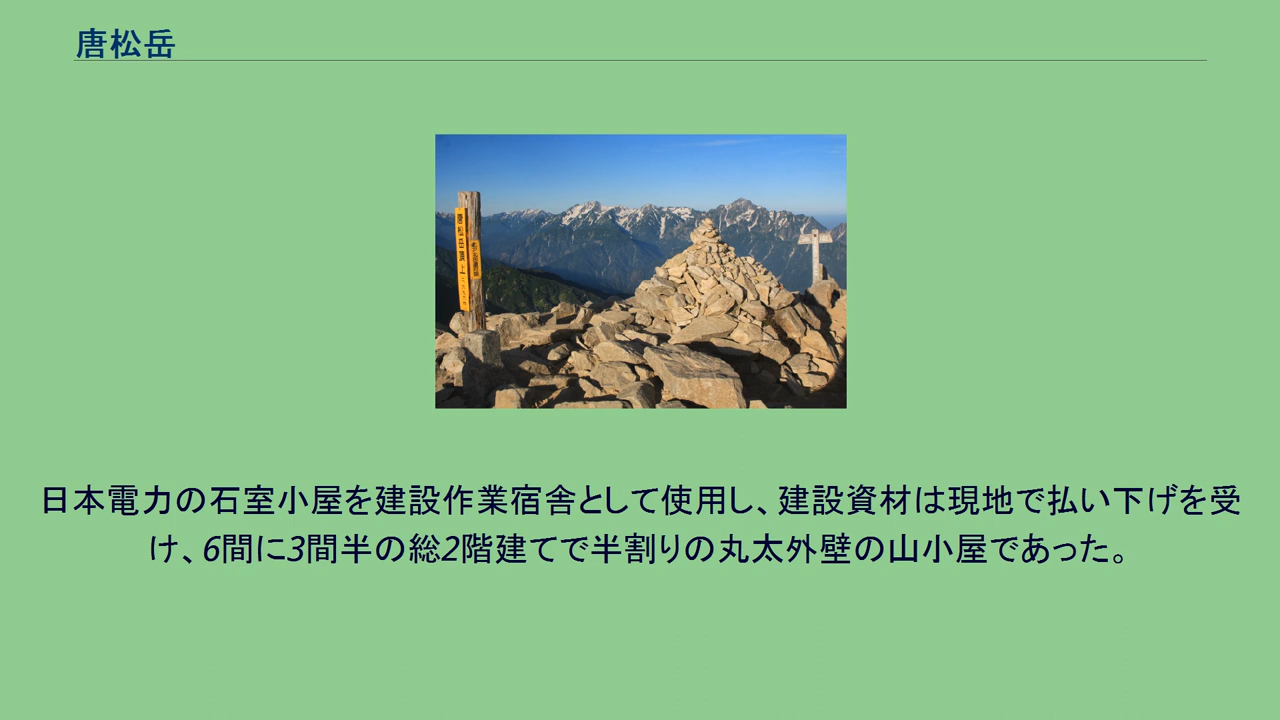 唐松岳
日本電力の石室小屋を建設作業宿舎として使用し、建設資材は現地で払い下げを受
け、6間に3間半の総2階建てで半割りの丸太外壁の山小屋であった。